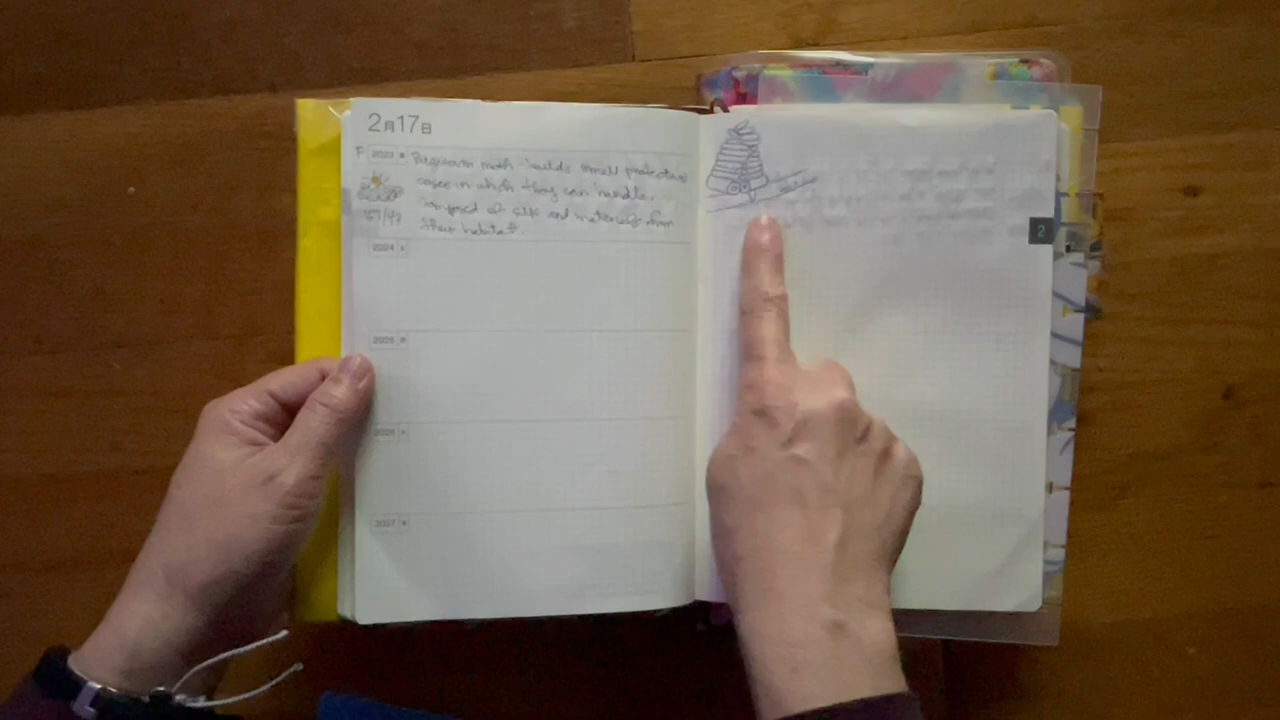 2月17日
F 2023 Bagworm moth builds small protective
cases in which they can handle.
composed of silk and materials from
their habitat.
2024
2025
2026
2027
2